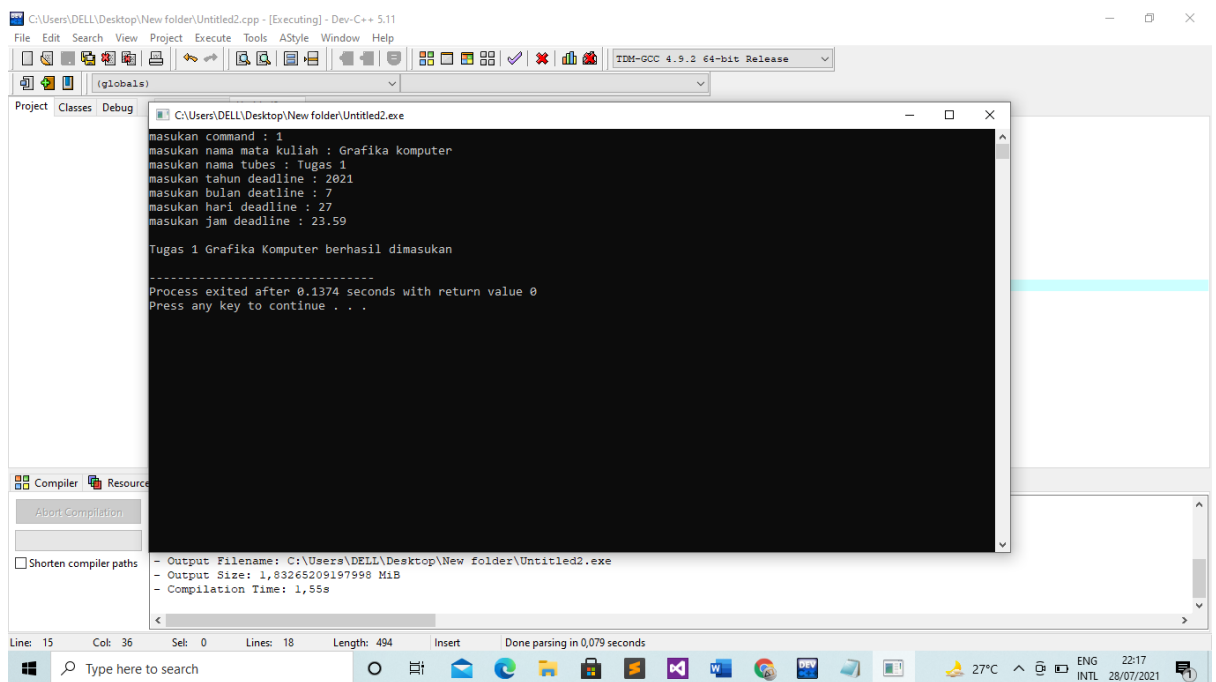 C:\Users\DELL\Desktop\New folder\Untitled2.cpp - [Executing] - Dev-C++ 5.11
File Edit Search View Project Execute Tools AStyle Window Help
TDM-GCC 4.9.2 64-bit Release
(globals)
Project Classes Debug
C:\Users\DELL\Desktop\New folder\Untitled2.exe
masukan command : 1
masukan nama mata kuliah : Grafika komputer
masukan nama tubes : Tugas 1
masukan tahun deadline : 2021
masukan bulan deatline : 7
masukan hari deadline : 27
masukan jam deadline : 23.59
Tugas 1 Grafika Komputer berhasil dimasukan
--------------------------------
Process exited after 0.1374 seconds with return value 0
Press any key to continue . . .
Compiler Resource
Abort Compilation
Shorten compiler paths
- Output Filename: C:\Users\DELL\Desktop\New folder\Untitled2.exe
- Output Size: 1,83265209197998 MiB
- Compilation Time: 1,55s
Line: 15 Col: 36 Sel: 0 Lines: 18 Length: 494 Insert Done parsing in 0,079 seconds
Type here to search
27°C
ENG
INTL
22:17
28/07/2021